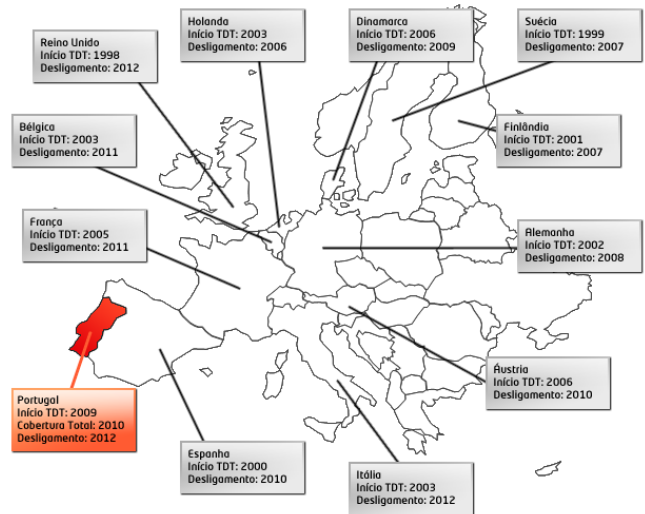 Holanda
Início TDT: 2003
Desligamento: 2006
Dinamarca
Início TDT: 2006
Desligamento: 2009
Suécia
Início TDT: 1999
Desligamento: 2007
Reino Unido
Início TDT: 1998
Desligamento: 2012
Bélgica
Início TDT: 2003
Desligamento: 2011
Finlândia
Início TDT: 2001
Desligamento: 2007
França
Início TDT: 2005
Desligamento: 2011
Alemanha
Início TDT: 2002
Desligamento: 2008
Áustria
Início TDT: 2006
Desligamento: 2010
Portugal
Início TDT: 2009
Cobertura Total: 2010
Desligamento: 2012
Espanha
Início TDT: 2000
Desligamento: 2010
Itália
Início TDT: 2003
Desligamento: 2012